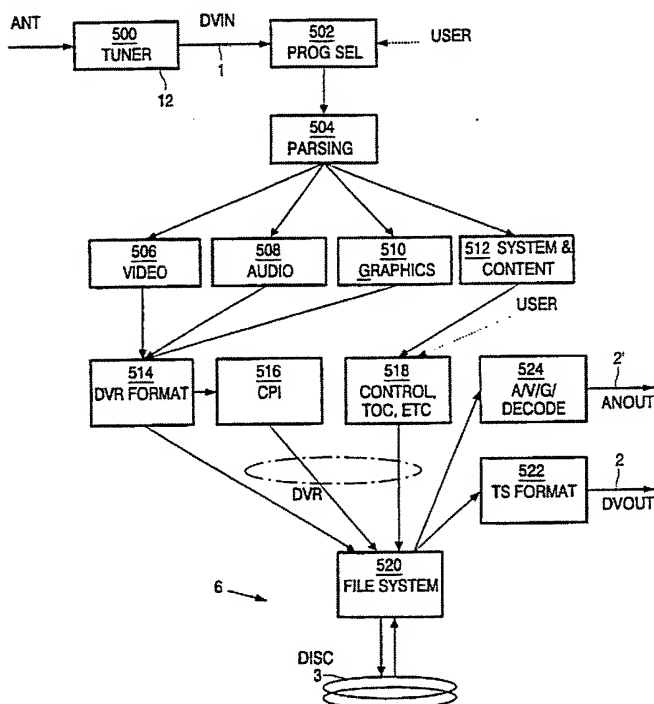 ANT
500
TUNER
12
DVIN
1
502
PROG SEL
USER
504
PARSING
506
VIDEO
508
AUDIO
510
GRAPHICS
512 SYSTEM &
CONTENT
USER
514
DVR FORMAT
516
CPI
518
CONTROL,
TOC, ETC
524
A/V/G/
DECODE
2'
ANOUT
DVR
522
TS FORMAT
2
DVOUT
520
FILE SYSTEM
6
DISC
3